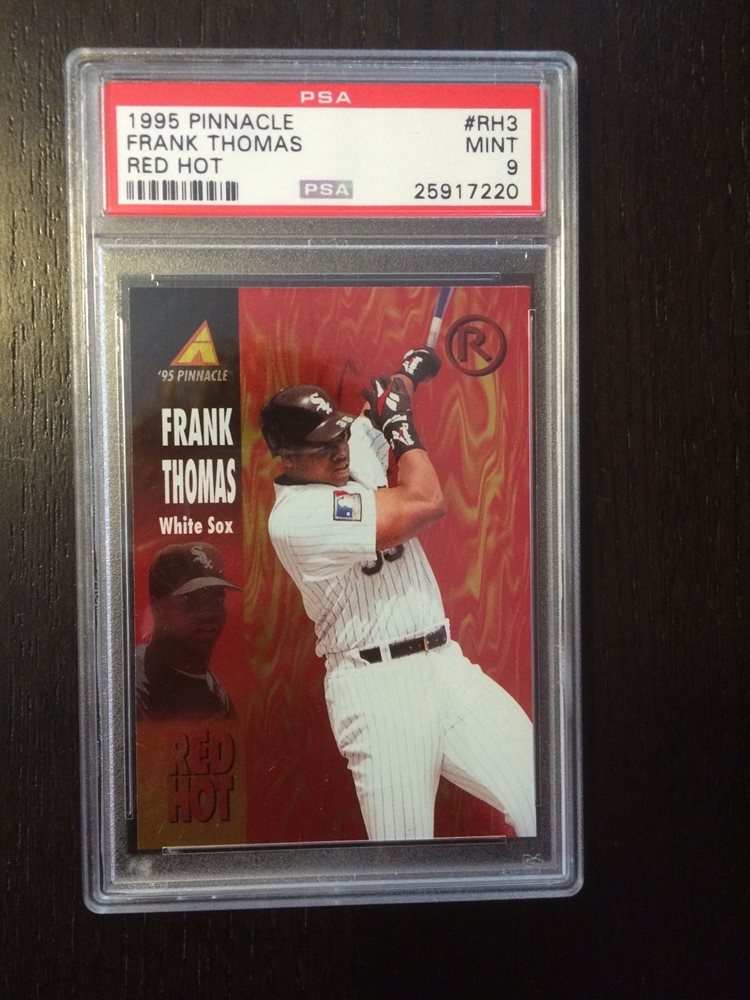 PSA
1995 PINNACLE #RH3
FRANK THOMAS MINT
RED HOT 9
PSA 25917220
R
'95 PINNACLE
FRANK
THOMAS
White Sox
RED
HOT